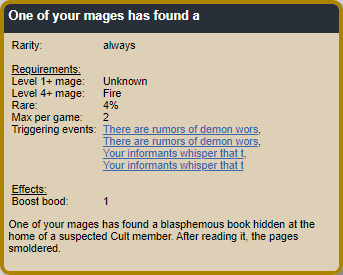 One of your mages has found a
Rarity: always
Requirements:
Level 1+ mage: Unknown
Level 4+ mage: Fire
Rare: 4%
Max per game: 2
Triggering events: There are rumors of demon wors,
There are rumors of demon wors,
Your informants whisper that t,
Your informants whisper that t
Effects:
Boost bood: 1
One of your mages has found a blasphemous book hidden at the
home of a suspected Cult member. After reading it, the pages
smoldered.